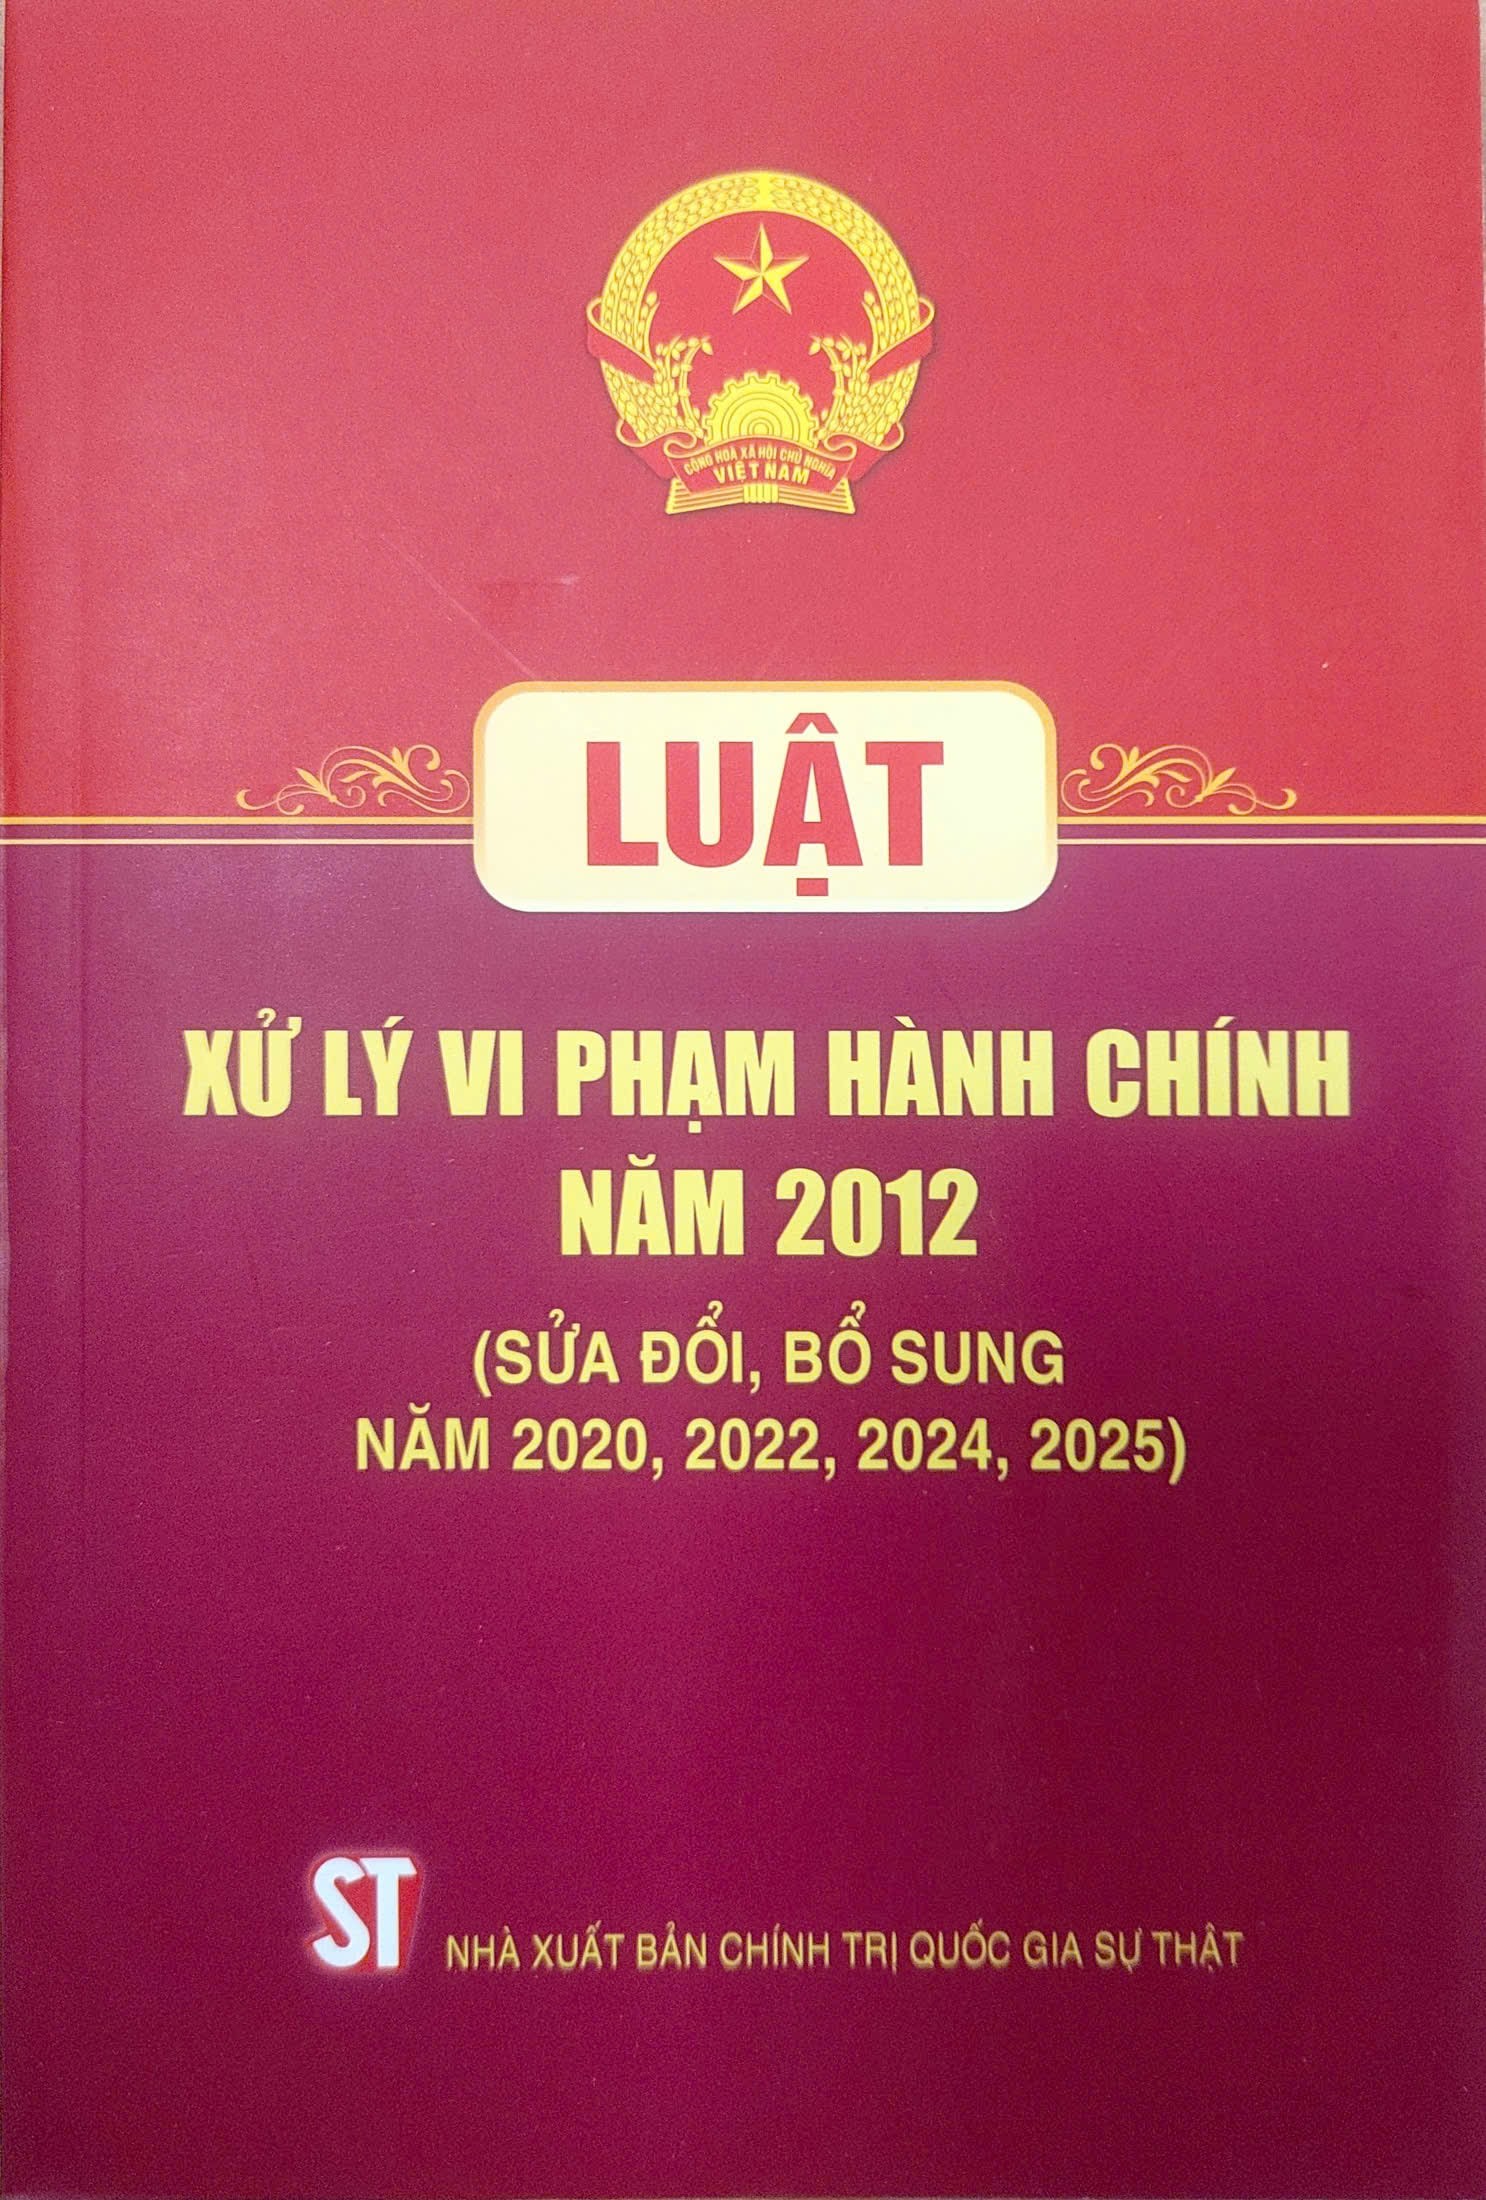 CỘNG HOÀ XÃ HỘI CHỦ NGHĨA
VIỆT NAM
LUẬT
XỬ LÝ VI PHẠM HÀNH CHÍNH
NĂM 2012
(SỬA ĐỔI, BỔ SUNG
NĂM 2020, 2022, 2024, 2025)
ST
NHÀ XUẤT BẢN CHÍNH TRỊ QUỐC GIA SỰ THẬT